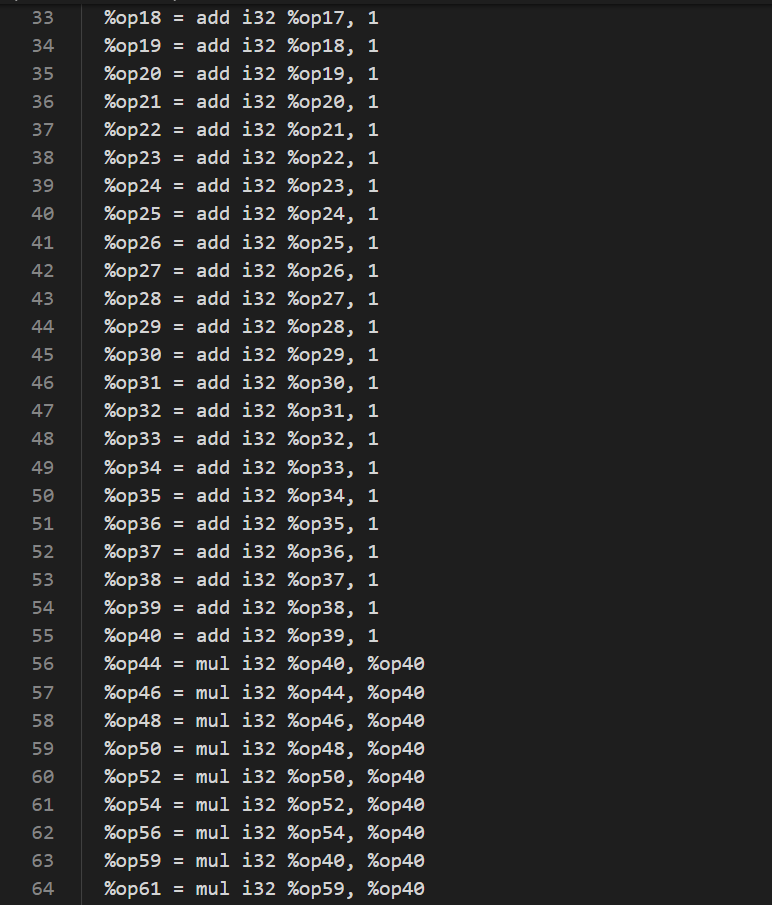 33 %op18 = add i32 %op17, 1
34 %op19 = add i32 %op18, 1
35 %op20 = add i32 %op19, 1
36 %op21 = add i32 %op20, 1
37 %op22 = add i32 %op21, 1
38 %op23 = add i32 %op22, 1
39 %op24 = add i32 %op23, 1
40 %op25 = add i32 %op24, 1
41 %op26 = add i32 %op25, 1
42 %op27 = add i32 %op26, 1
43 %op28 = add i32 %op27, 1
44 %op29 = add i32 %op28, 1
45 %op30 = add i32 %op29, 1
46 %op31 = add i32 %op30, 1
47 %op32 = add i32 %op31, 1
48 %op33 = add i32 %op32, 1
49 %op34 = add i32 %op33, 1
50 %op35 = add i32 %op34, 1
51 %op36 = add i32 %op35, 1
52 %op37 = add i32 %op36, 1
53 %op38 = add i32 %op37, 1
54 %op39 = add i32 %op38, 1
55 %op40 = add i32 %op39, 1
56 %op44 = mul i32 %op40, %op40
57 %op46 = mul i32 %op44, %op40
58 %op48 = mul i32 %op46, %op40
59 %op50 = mul i32 %op48, %op40
60 %op52 = mul i32 %op50, %op40
61 %op54 = mul i32 %op52, %op40
62 %op56 = mul i32 %op54, %op40
63 %op59 = mul i32 %op40, %op40
64 %op61 = mul i32 %op59, %op40